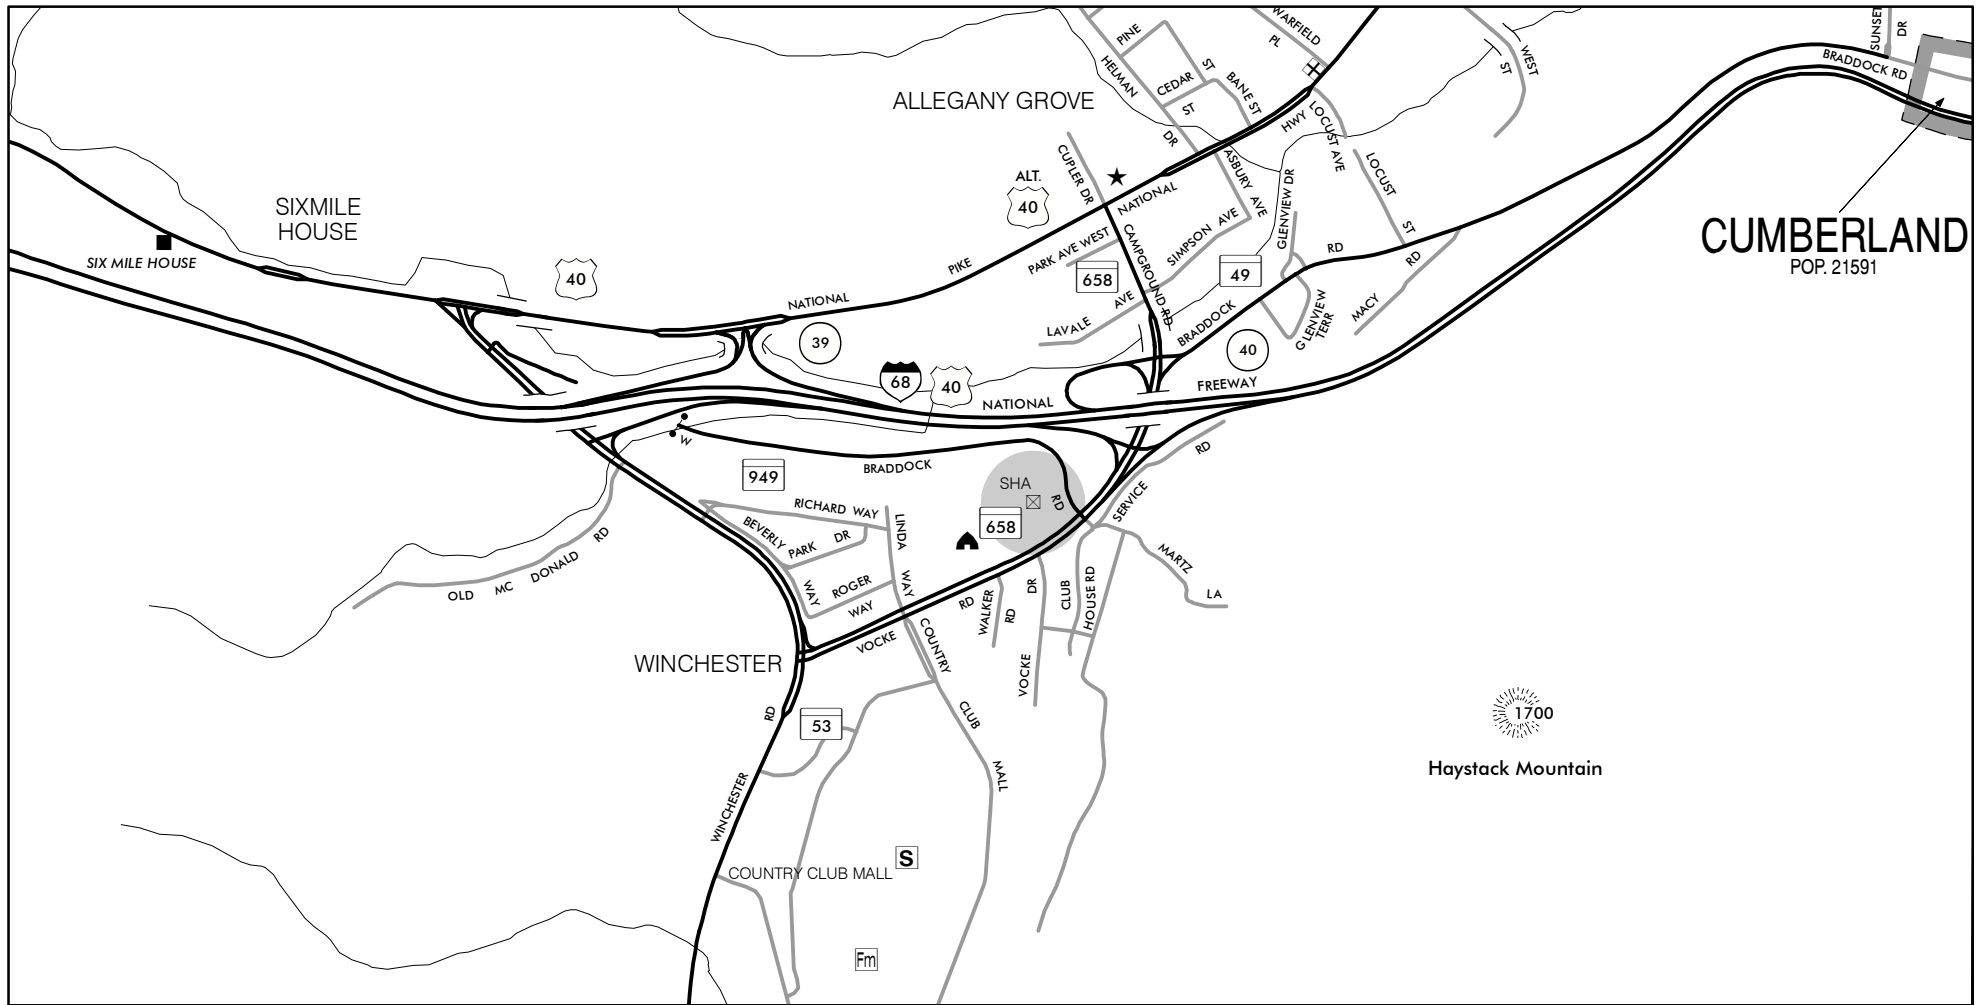 PINE
ST
HELMAN
DR
CEDAR
ST
BANE ST
WARFIELD
PL
WEST
ST
SUNSET
DR
BRADDOCK RD
ALLEGANY GROVE
HWY
LOCUST AVE
LOCUST
ST
CUPLER DR
ALT.
40
NATIONAL
PIKE
NATIONAL
ASBURY AVE
GLENVIEW DR
SIXMILE
HOUSE
SIX MILE HOUSE
40
CUMBERLAND
POP. 21591
PARK AVE WEST
658
CAMPGROUND RD
SIMPSON AVE
49
LAVALE AVE
BRADDOCK
RD
MACY
RD
GLENVIEW
TERR
39
68
40
NATIONAL
FREEWAY
40
W
BRADDOCK
RD
949
SHA
658
RD
SERVICE
RICHARD WAY
LINDA
WAY
BEVERLY
WAY
PARK DR
ROGER
WAY
OLD MC DONALD RD
MARTZ
LA
VOCKE
RD
WALKER
RD
VOCKE
DR
CLUB
HOUSE RD
WINCHESTER
COUNTRY
CLUB
MALL
53
WINCHESTER
RD
1700
Haystack Mountain
COUNTRY CLUB MALL
S
Fm